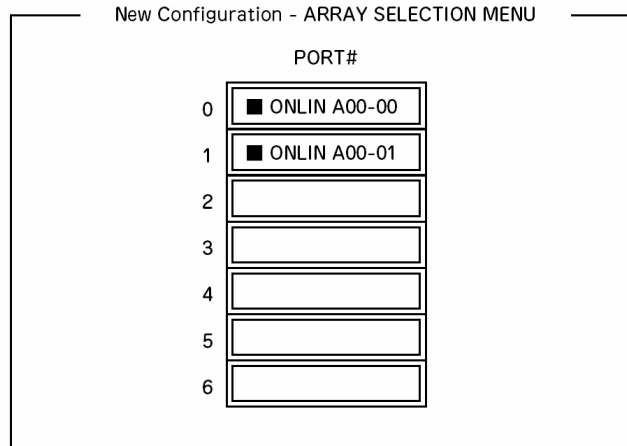 New Configuration - ARRAY SELECTION MENU
PORT#
0 ■ ONLIN A00-00
1 ■ ONLIN A00-01
2
3
4
5
6